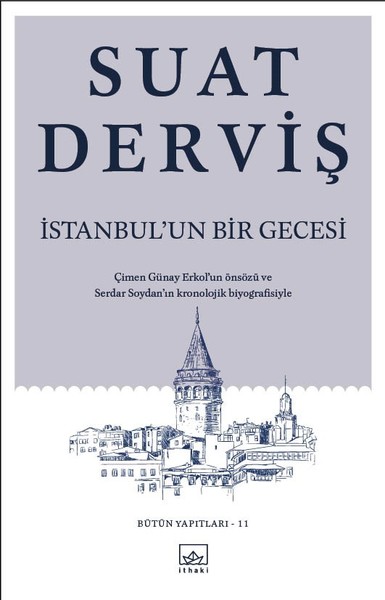 SUAT
DERVİŞ
İSTANBUL'UN BİR GECESİ
Çimen Günay Erkol'un önsözü ve
Serdar Soydan'ın kronolojik biyografisiyle
BÜTÜN YAPITLARI - 11
ithaki